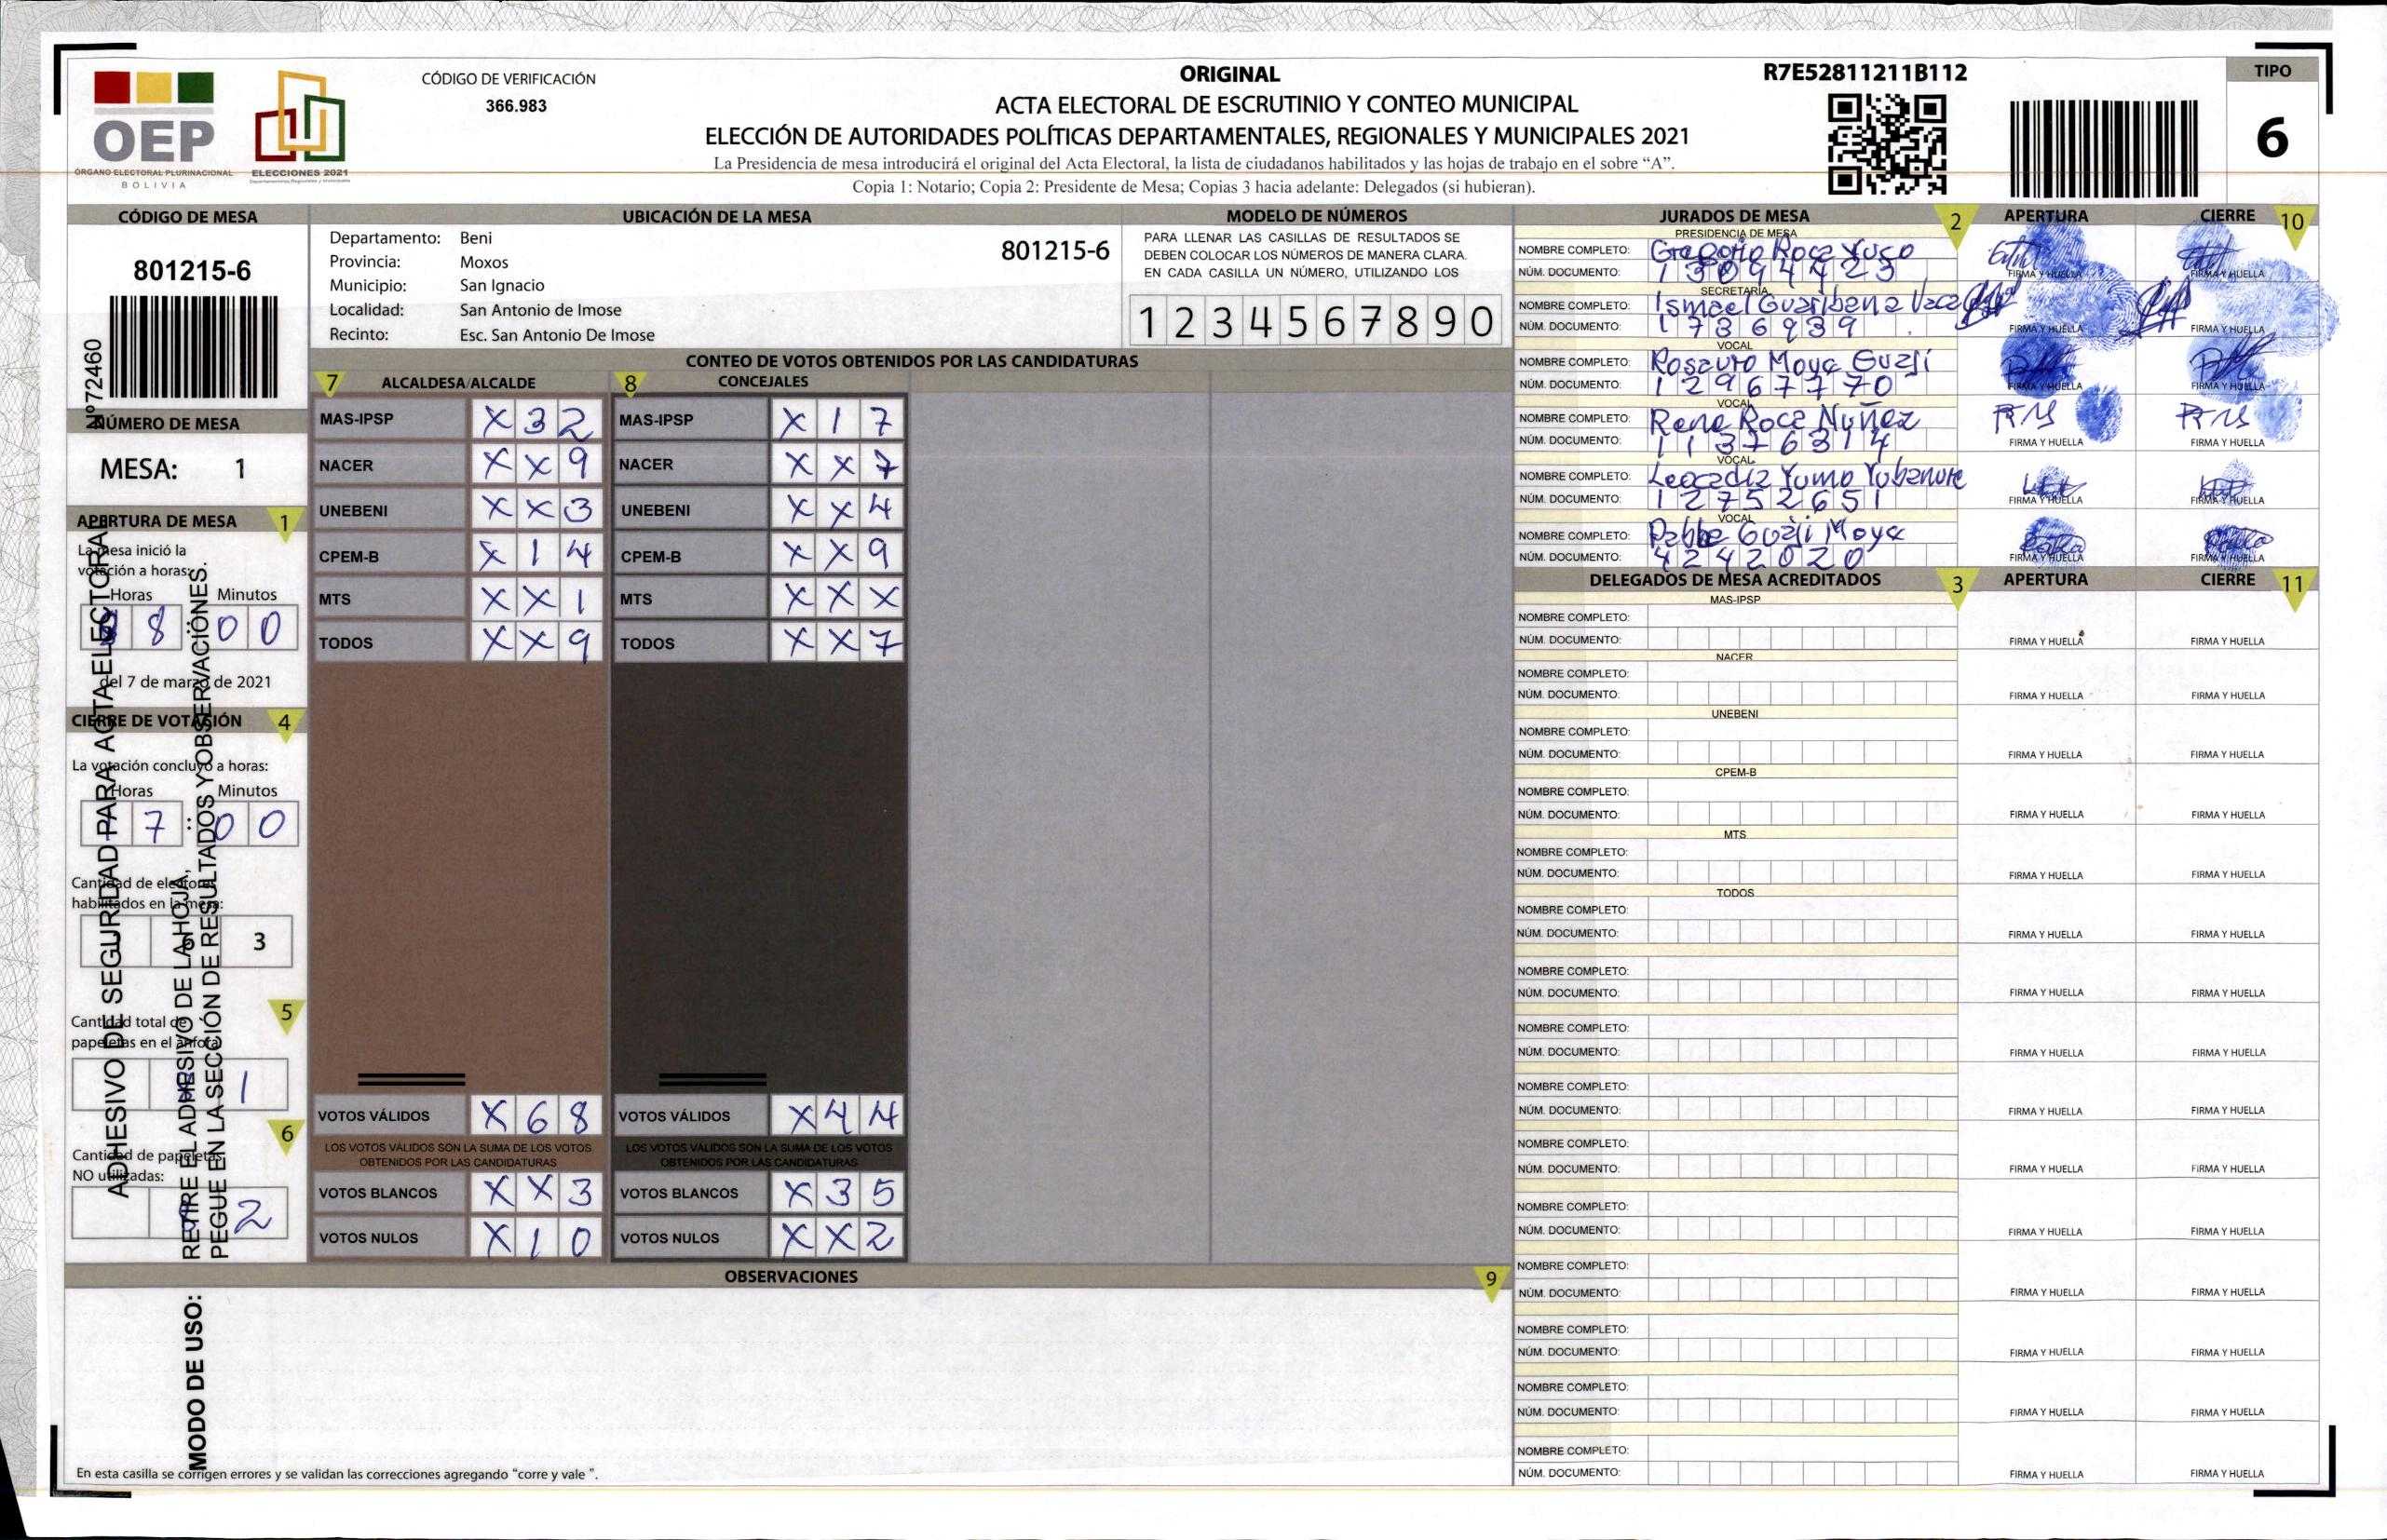 CÓDIGO DE VERIFICACIÓN
366.983
OEP
ÓRGANO ELECTORAL PLURINACIONAL
BOLIVIA
ELECCIONES 2021
ORIGINAL
ACTA ELECTORAL DE ESCRUTINIO Y CONTEO MUNICIPAL
ELECCIÓN DE AUTORIDADES POLÍTICAS DEPARTAMENTALES, REGIONALES Y MUNICIPALES 2021
La Presidencia de mesa introducirá el original del Acta Electoral, la lista de ciudadanos habilitados y las hojas de trabajo en el sobre “A”.
Copia 1: Notario; Copia 2: Presidente de Mesa; Copias 3 hacia adelante: Delegados (si hubieran).
R7E52811211B112
TIPO
6
CÓDIGO DE MESA
801215-6
Nº72460
NÚMERO DE MESA
MESA: 1
APERTURA DE MESA 1
La mesa inició la
votación a horas:
Horas Minutos
8 : 0 0
del 7 de marzo de 2021
CIERRE DE VOTACIÓN 4
La votación concluyó a horas:
Horas Minutos
7 : 0 0
Cantidad de electores
habilitados en la mesa:
6 3
5
Cantidad total de
papeletas en el ánfora
1
6
Cantidad de papeletas
NO utilizadas:
2
ADHESIVO DE SEGURIDAD PARA ACTA ELECTORAL
MODO DE USO: RETIRE EL ADHESIVO DE LA HOJA,
PEGUE EN LA SECCIÓN DE RESULTADOS Y OBSERVACIONES.
UBICACIÓN DE LA MESA
Departamento: Beni
801215-6
Provincia: Moxos
Municipio: San Ignacio
Localidad: San Antonio de Imose
Recinto: Esc. San Antonio De Imose
MODELO DE NÚMEROS
PARA LLENAR LAS CASILLAS DE RESULTADOS SE
DEBEN COLOCAR LOS NÚMEROS DE MANERA CLARA.
EN CADA CASILLA UN NÚMERO, UTILIZANDO LOS
1 2 3 4 5 6 7 8 9 0
CONTEO DE VOTOS OBTENIDOS POR LAS CANDIDATURAS
7 ALCALDESA/ALCALDE 8 CONCEJALES
MAS-IPSP X 3 2 MAS-IPSP X 1 7
NACER X X 9 NACER X X 7
UNEBENI X X 3 UNEBENI X X 4
CPEM-B X 1 4 CPEM-B X X 9
MTS X X 1 MTS X X X
TODOS X X 9 TODOS X X 7
VOTOS VÁLIDOS X 6 8 VOTOS VÁLIDOS X 4 4
LOS VOTOS VÁLIDOS SON LA SUMA DE LOS VOTOS LOS VOTOS VÁLIDOS SON LA SUMA DE LOS VOTOS
OBTENIDOS POR LAS CANDIDATURAS OBTENIDOS POR LAS CANDIDATURAS
VOTOS BLANCOS X X 3 VOTOS BLANCOS X 3 5
VOTOS NULOS X 1 0 VOTOS NULOS X X 2
OBSERVACIONES 9
En esta casilla se corrigen errores y se validan las correcciones agregando “corre y vale ”.
JURADOS DE MESA 2 APERTURA CIERRE 10
PRESIDENCIA DE MESA
NOMBRE COMPLETO: Gregorio Roca Yuco
NÚM. DOCUMENTO: FIRMA Y HUELLA FIRMA Y HUELLA
SECRETARIA
NOMBRE COMPLETO: Ismael Guaribana Vaca
NÚM. DOCUMENTO: 1 7 3 6 9 3 9 FIRMA Y HUELLA FIRMA Y HUELLA
VOCAL
NOMBRE COMPLETO: Rosauro Moya Guaji
NÚM. DOCUMENTO: 1 2 9 6 7 7 7 0 FIRMA Y HUELLA FIRMA Y HUELLA
VOCAL
NOMBRE COMPLETO: Rene Roca Nuñez
NÚM. DOCUMENTO: 1 1 3 7 6 3 1 4 FIRMA Y HUELLA FIRMA Y HUELLA
VOCAL
NOMBRE COMPLETO: Leocadia Yumo Yubanure
NÚM. DOCUMENTO: 1 2 7 5 2 6 5 1 FIRMA Y HUELLA FIRMA Y HUELLA
VOCAL
NOMBRE COMPLETO: Guaji Moya
NÚM. DOCUMENTO: 4 2 4 2 0 2 0 FIRMA Y HUELLA FIRMA Y HUELLA
DELEGADOS DE MESA ACREDITADOS 3 APERTURA CIERRE 11
MAS-IPSP
NOMBRE COMPLETO:
NÚM. DOCUMENTO: FIRMA Y HUELLA FIRMA Y HUELLA
NACER
NOMBRE COMPLETO:
NÚM. DOCUMENTO: FIRMA Y HUELLA FIRMA Y HUELLA
UNEBENI
NOMBRE COMPLETO:
NÚM. DOCUMENTO: FIRMA Y HUELLA FIRMA Y HUELLA
CPEM-B
NOMBRE COMPLETO:
NÚM. DOCUMENTO: FIRMA Y HUELLA FIRMA Y HUELLA
MTS
NOMBRE COMPLETO:
NÚM. DOCUMENTO: FIRMA Y HUELLA FIRMA Y HUELLA
TODOS
NOMBRE COMPLETO:
NÚM. DOCUMENTO: FIRMA Y HUELLA FIRMA Y HUELLA
NOMBRE COMPLETO:
NÚM. DOCUMENTO: FIRMA Y HUELLA FIRMA Y HUELLA
NOMBRE COMPLETO:
NÚM. DOCUMENTO: FIRMA Y HUELLA FIRMA Y HUELLA
NOMBRE COMPLETO:
NÚM. DOCUMENTO: FIRMA Y HUELLA FIRMA Y HUELLA
NOMBRE COMPLETO:
NÚM. DOCUMENTO: FIRMA Y HUELLA FIRMA Y HUELLA
NOMBRE COMPLETO:
NÚM. DOCUMENTO: FIRMA Y HUELLA FIRMA Y HUELLA
NOMBRE COMPLETO:
NÚM. DOCUMENTO: FIRMA Y HUELLA FIRMA Y HUELLA
NOMBRE COMPLETO:
NÚM. DOCUMENTO: FIRMA Y HUELLA FIRMA Y HUELLA
NOMBRE COMPLETO:
NÚM. DOCUMENTO: FIRMA Y HUELLA FIRMA Y HUELLA
NOMBRE COMPLETO:
NÚM. DOCUMENTO: FIRMA Y HUELLA FIRMA Y HUELLA